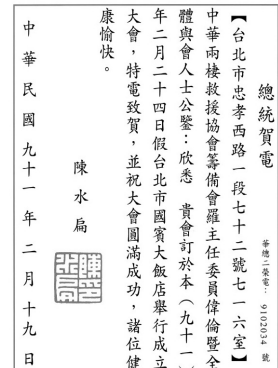 總統賀電
華總二榮電：9102034 號
【台北市忠孝西路一段七十二號七一六室】
中華兩棲救援協會籌備會羅主任委員偉倫暨全
體與會人士公鑒：欣悉　貴會訂於本（九十一）
年二月二十四日假台北市國賓大飯店舉行成立
大會，特電致賀，並祝大會圓滿成功，諸位健
康愉快。
陳水扁
中華民國九十一年二月十九日